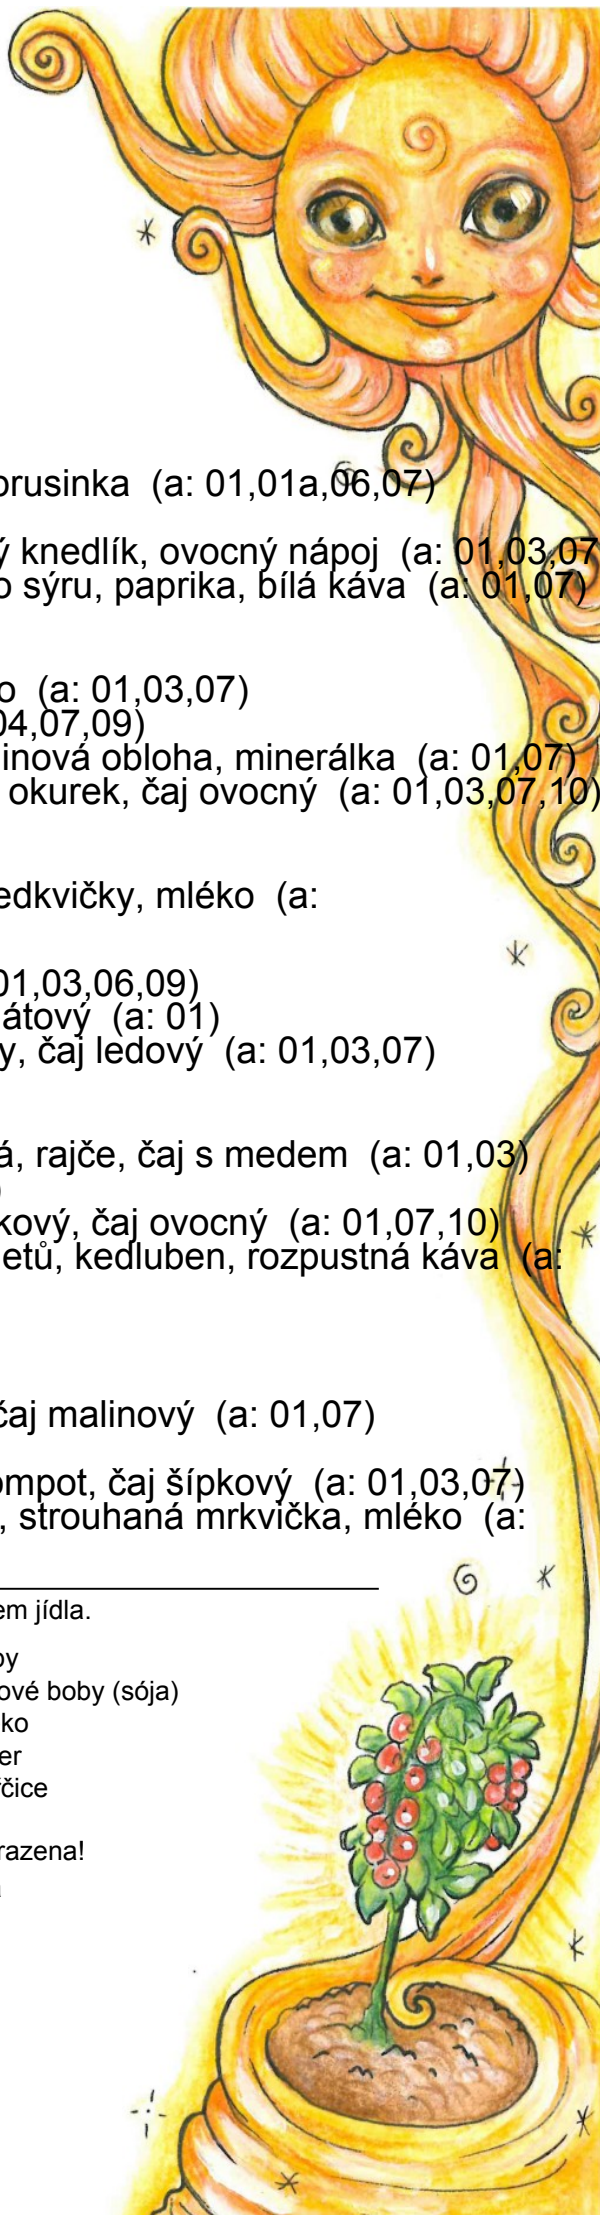 brusinka (a: 01,01a,06,07)
ý knedlík, ovocný nápoj (a: 01,03,07
o sýru, paprika, bílá káva (a: 01,07)
o (a: 01,03,07)
04,07,09)
inová obloha, minerálka (a: 01,07)
okurek, čaj ovocný (a: 01,03,07,10)
edkvičky, mléko (a:
01,03,06,09)
átový (a: 01)
y, čaj ledový (a: 01,03,07)
á, rajče, čaj s medem (a: 01,03)
)
kový, čaj ovocný (a: 01,07,10)
etů, kedluben, rozpustná káva (a:
čaj malinový (a: 01,07)
ompot, čaj šípkový (a: 01,03,07)
, strouhaná mrkvička, mléko (a:
em jídla.
by
ové boby (sója)
ko
er
čice
razena!